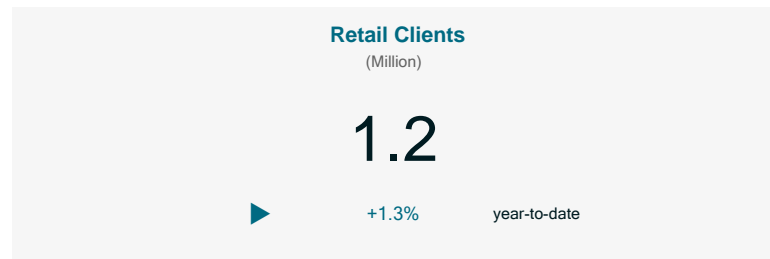 Retail Clients
(Million)
1.2
+1.3% year-to-date